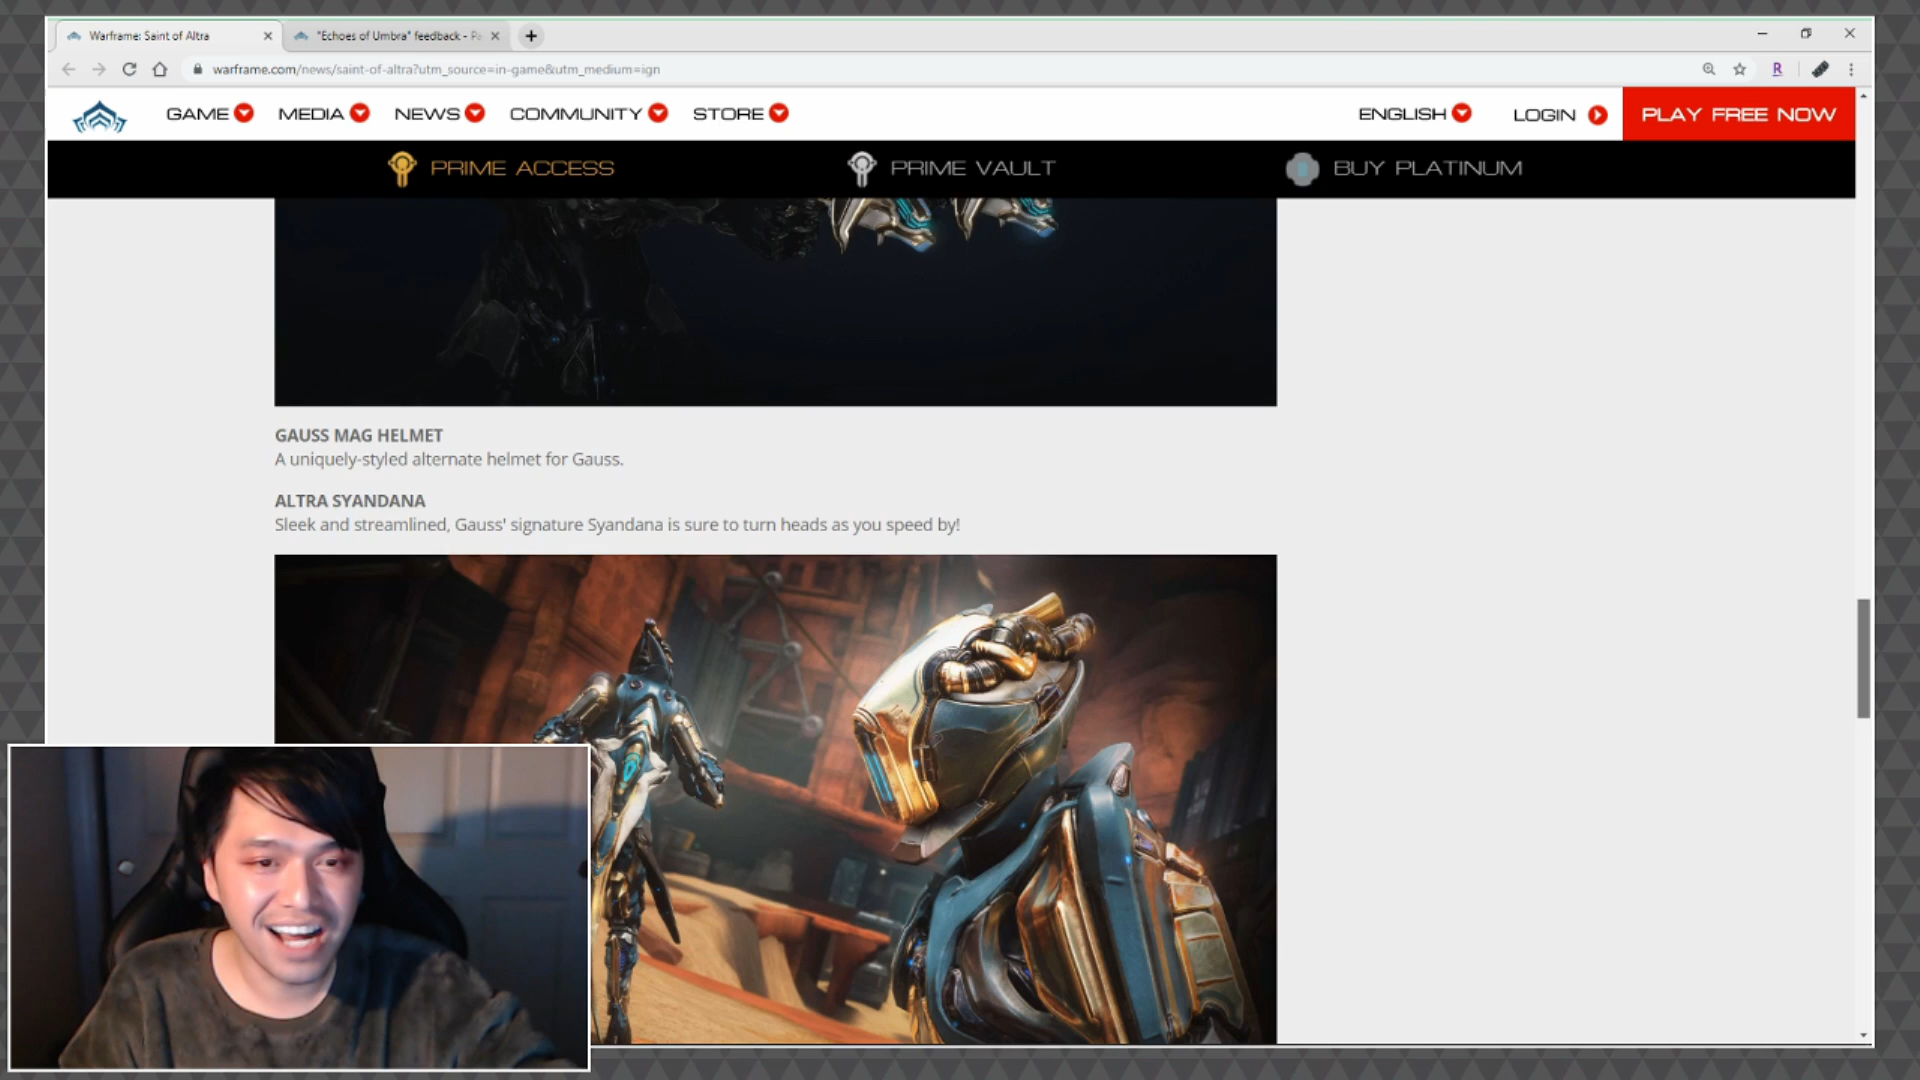 Warframe: Saint of Altra
"Echoes of Umbra" feedback - Pa
warframe.com/news/saint-of-altra?utm_source=in-game&utm_medium=ign
R
GAME MEDIA NEWS COMMUNITY STORE ENGLISH LOGIN PLAY FREE NOW
PRIME ACCESS PRIME VAULT BUY PLATINUM
GAUSS MAG HELMET
A uniquely-styled alternate helmet for Gauss.
ALTRA SYANDANA
Sleek and streamlined, Gauss' signature Syandana is sure to turn heads as you speed by!